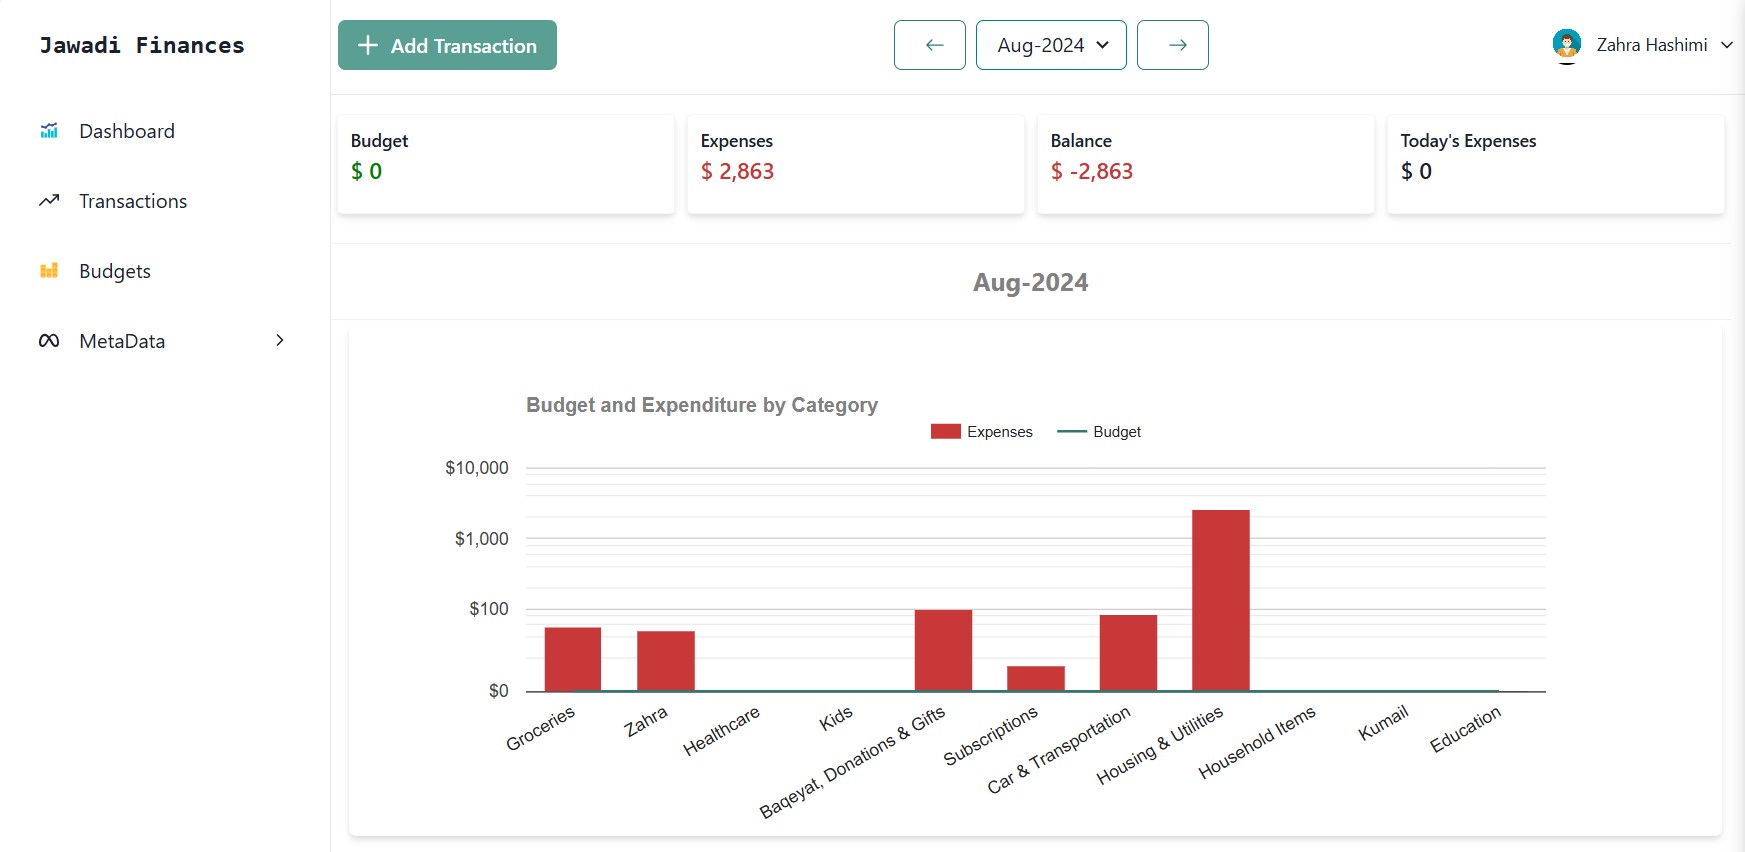 Jawadi Finances
Add Transaction
Aug-2024
Zahra Hashimi
Dashboard
Transactions
Budgets
MetaData
Budget
$ 0
Expenses
$ 2,863
Balance
$ -2,863
Today's Expenses
$ 0
Aug-2024
Budget and Expenditure by Category
Expenses
Budget
$10,000
$1,000
$100
$0
Groceries
Zahra
Healthcare
Kids
Baqeyat, Donations & Gifts
Subscriptions
Car & Transportation
Housing & Utilities
Household Items
Kumail
Education